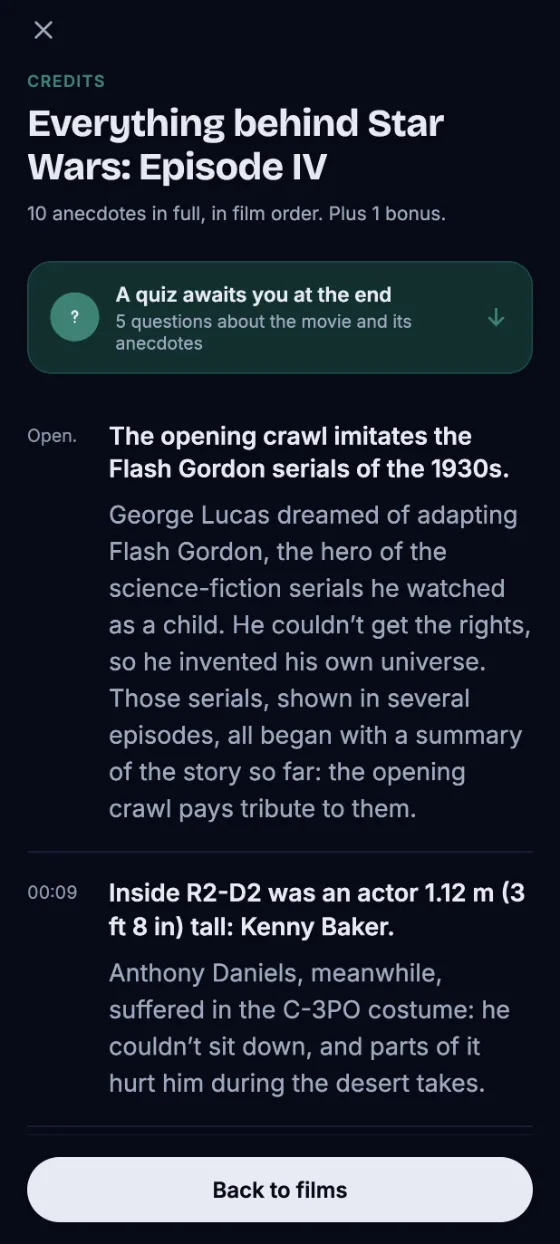 CREDITS
Everything behind Star
Wars: Episode IV
10 anecdotes in full, in film order. Plus 1 bonus.
?
A quiz awaits you at the end
5 questions about the movie and its
anecdotes
Open.
The opening crawl imitates the
Flash Gordon serials of the 1930s.
George Lucas dreamed of adapting
Flash Gordon, the hero of the
science-fiction serials he watched
as a child. He couldn’t get the rights,
so he invented his own universe.
Those serials, shown in several
episodes, all began with a summary
of the story so far: the opening
crawl pays tribute to them.
00:09
Inside R2-D2 was an actor 1.12 m (3
ft 8 in) tall: Kenny Baker.
Anthony Daniels, meanwhile,
suffered in the C-3PO costume: he
couldn’t sit down, and parts of it
hurt him during the desert takes.
Back to films